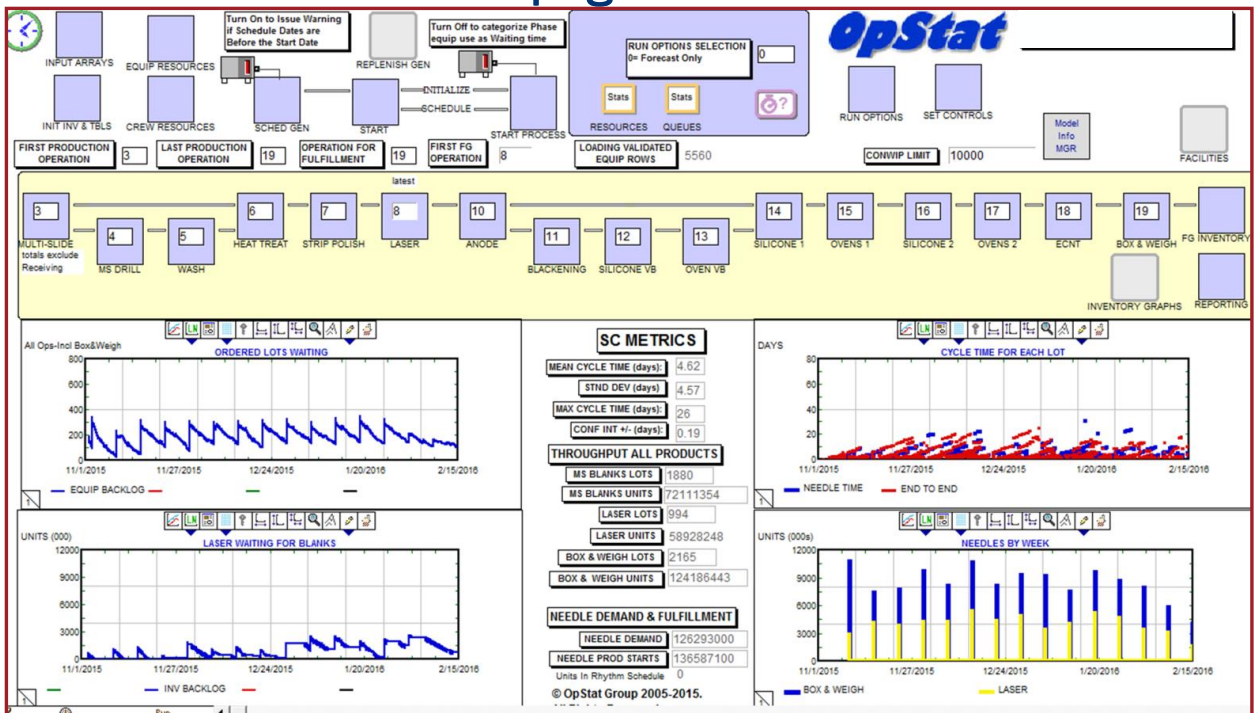 OpStat
Turn On to Issue Warning
if Schedule Dates are
Before the Start Date
Turn Off to categorize Phase
equip use as Waiting time
RUN OPTIONS SELECTION
0= Forecast Only
0
INPUT ARRAYS
EQUIP RESOURCES
REPLENISH GEN
INITIALIZE
SCHEDULE
Stats
Stats
RESOURCES
QUEUES
?
RUN OPTIONS
SET CONTROLS
INIT INV & TBLS
CREW RESOURCES
SCHED GEN
START
START PROCESS
Model
Info
MGR
FACILITIES
FIRST PRODUCTION
OPERATION
3
LAST PRODUCTION
OPERATION
19
OPERATION FOR
FULFILLMENT
19
FIRST FG
OPERATION
8
LOADING VALIDATED
EQUIP ROWS
5560
CONWIP LIMIT
10000
latest
3
MULTI-SLIDE
totals exclude
Receiving
4
MS DRILL
5
WASH
6
HEAT TREAT
7
STRIP POLISH
8
LASER
10
ANODE
11
BLACKENING
12
SILICONE VB
13
OVEN VB
14
SILICONE 1
15
OVENS 1
16
SILICONE 2
17
OVENS 2
18
ECNT
19
BOX & WEIGH
FG INVENTORY
INVENTORY GRAPHS
REPORTING
All Ops-Incl Box&Weigh
ORDERED LOTS WAITING
800
600
400
200
0
11/1/2015 11/27/2015 12/24/2015 1/20/2016 2/15/2016
EQUIP BACKLOG
1
UNITS (000)
LASER WAITING FOR BLANKS
12000
9000
6000
3000
0
11/1/2015 11/27/2015 12/24/2015 1/20/2016 2/15/2016
INV BACKLOG
1
SC METRICS
MEAN CYCLE TIME (days): 4.62
STND DEV (days) 4.57
MAX CYCLE TIME (days): 26
CONF INT +/- (days): 0.19
THROUGHPUT ALL PRODUCTS
MS BLANKS LOTS 1880
MS BLANKS UNITS 72111354
LASER LOTS 994
LASER UNITS 58928248
BOX & WEIGH LOTS 2165
BOX & WEIGH UNITS 124186443
NEEDLE DEMAND & FULFILLMENT
NEEDLE DEMAND 126293000
NEEDLE PROD STARTS 136587100
Units In Rhythm Schedule 0
© OpStat Group 2005-2015.
DAYS
CYCLE TIME FOR EACH LOT
80
60
40
20
0
11/1/2015 11/27/2015 12/24/2015 1/20/2016 2/15/2016
NEEDLE TIME END TO END
1
UNITS (000s)
NEEDLES BY WEEK
12000
9000
6000
3000
0
11/1/2015 11/27/2015 12/24/2015 1/20/2016 2/15/2016
BOX & WEIGH LASER
1